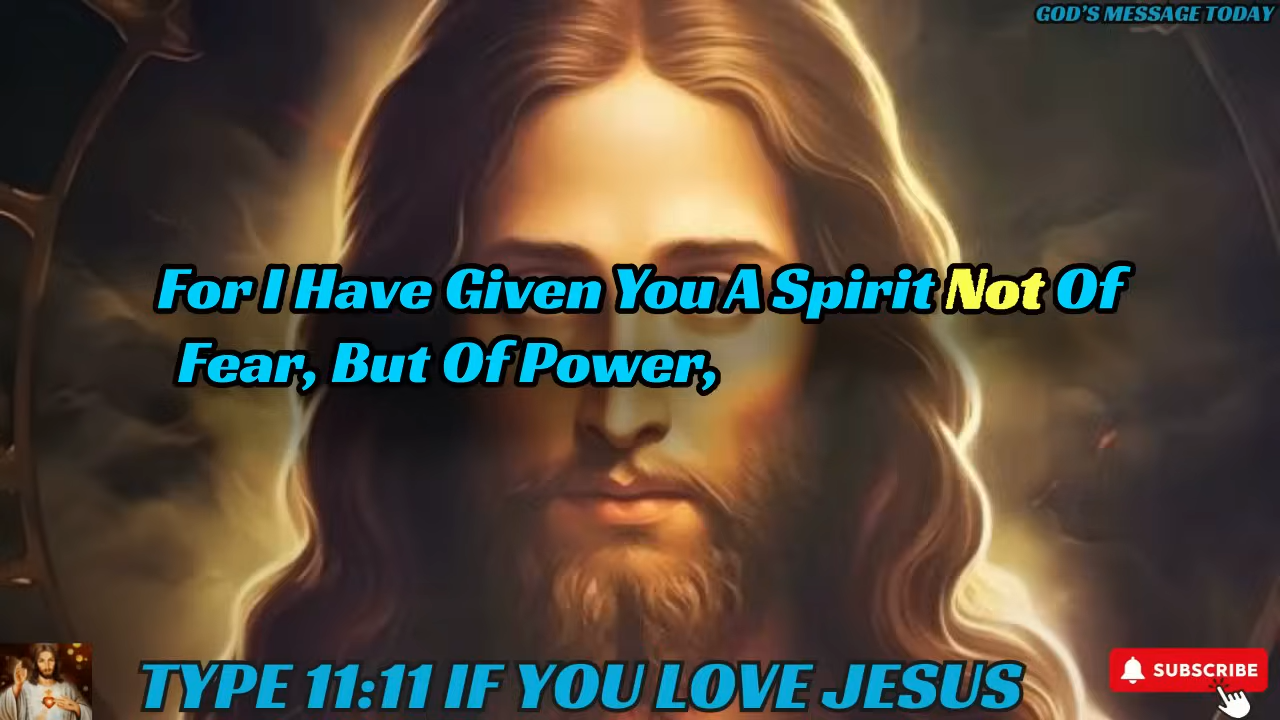 GOD'S MESSAGE TODAY
For I Have Given You A Spirit Not Of
Fear, But Of Power,
TYPE 11:11 IF YOU LOVE JESUS
SUBSCRIBE